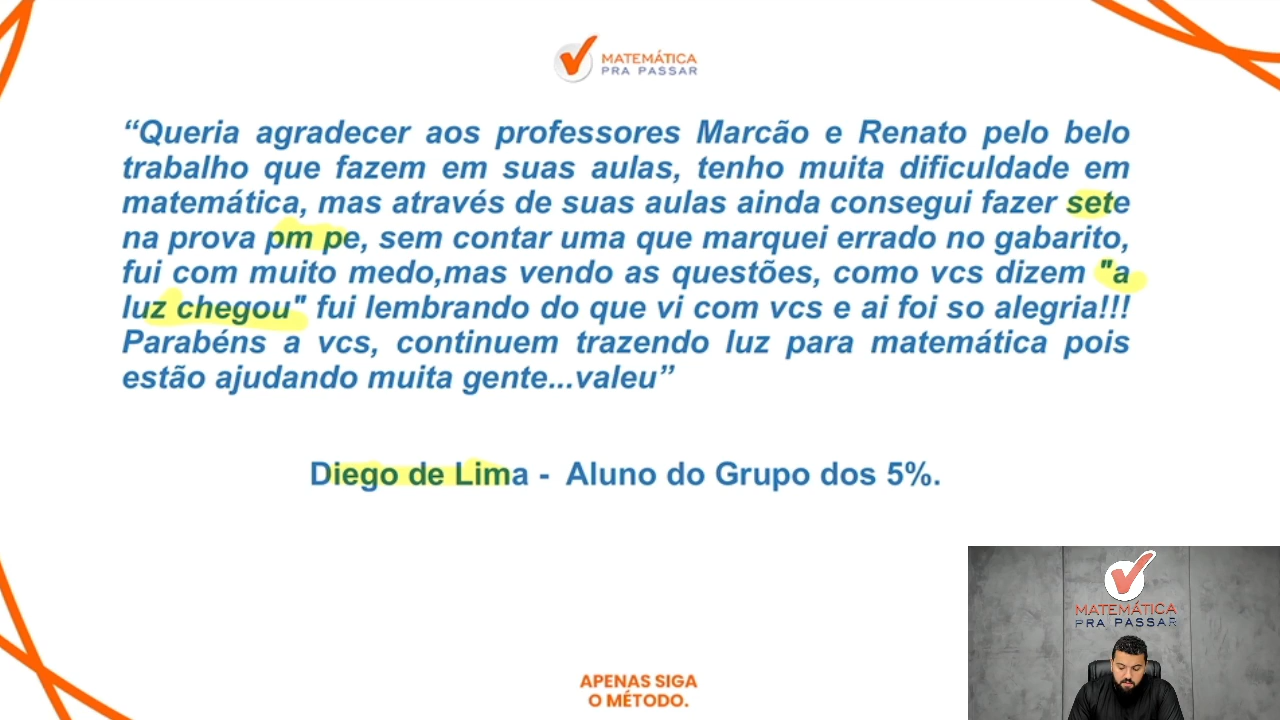 MATEMÁTICA
PRA PASSAR
“Queria agradecer aos professores Marcão e Renato pelo belo
trabalho que fazem em suas aulas, tenho muita dificuldade em
matemática, mas através de suas aulas ainda consegui fazer sete
na prova pm pe, sem contar uma que marquei errado no gabarito,
fui com muito medo,mas vendo as questões, como vcs dizem "a
luz chegou" fui lembrando do que vi com vcs e ai foi so alegria!!!
Parabéns a vcs, continuem trazendo luz para matemática pois
estão ajudando muita gente...valeu”
Diego de Lima - Aluno do Grupo dos 5%.
MATEMÁTICA
PRA PASSAR
APENAS SIGA
O MÉTODO.